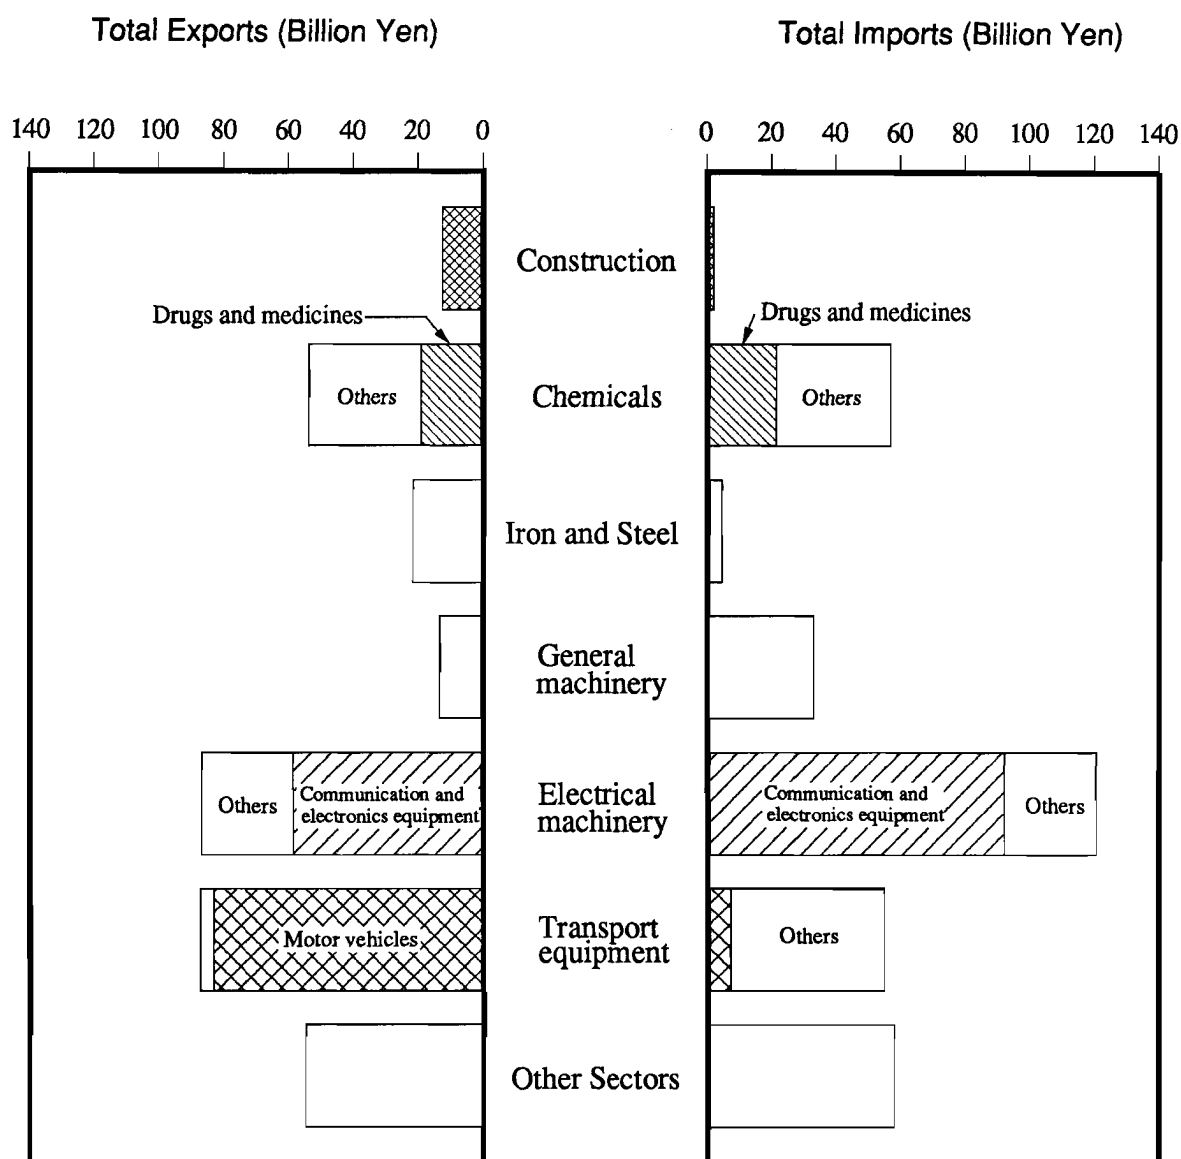 Total Exports (Billion Yen)
Total Imports (Billion Yen)
140 120 100 80 60 40 20 0
0 20 40 60 80 100 120 140
Construction
Drugs and medicines
Drugs and medicines
Others
Chemicals
Others
Iron and Steel
General
machinery
Others
Communication and
electronics equipment
Electrical
machinery
Communication and
electronics equipment
Others
Motor vehicles
Transport
equipment
Others
Other Sectors